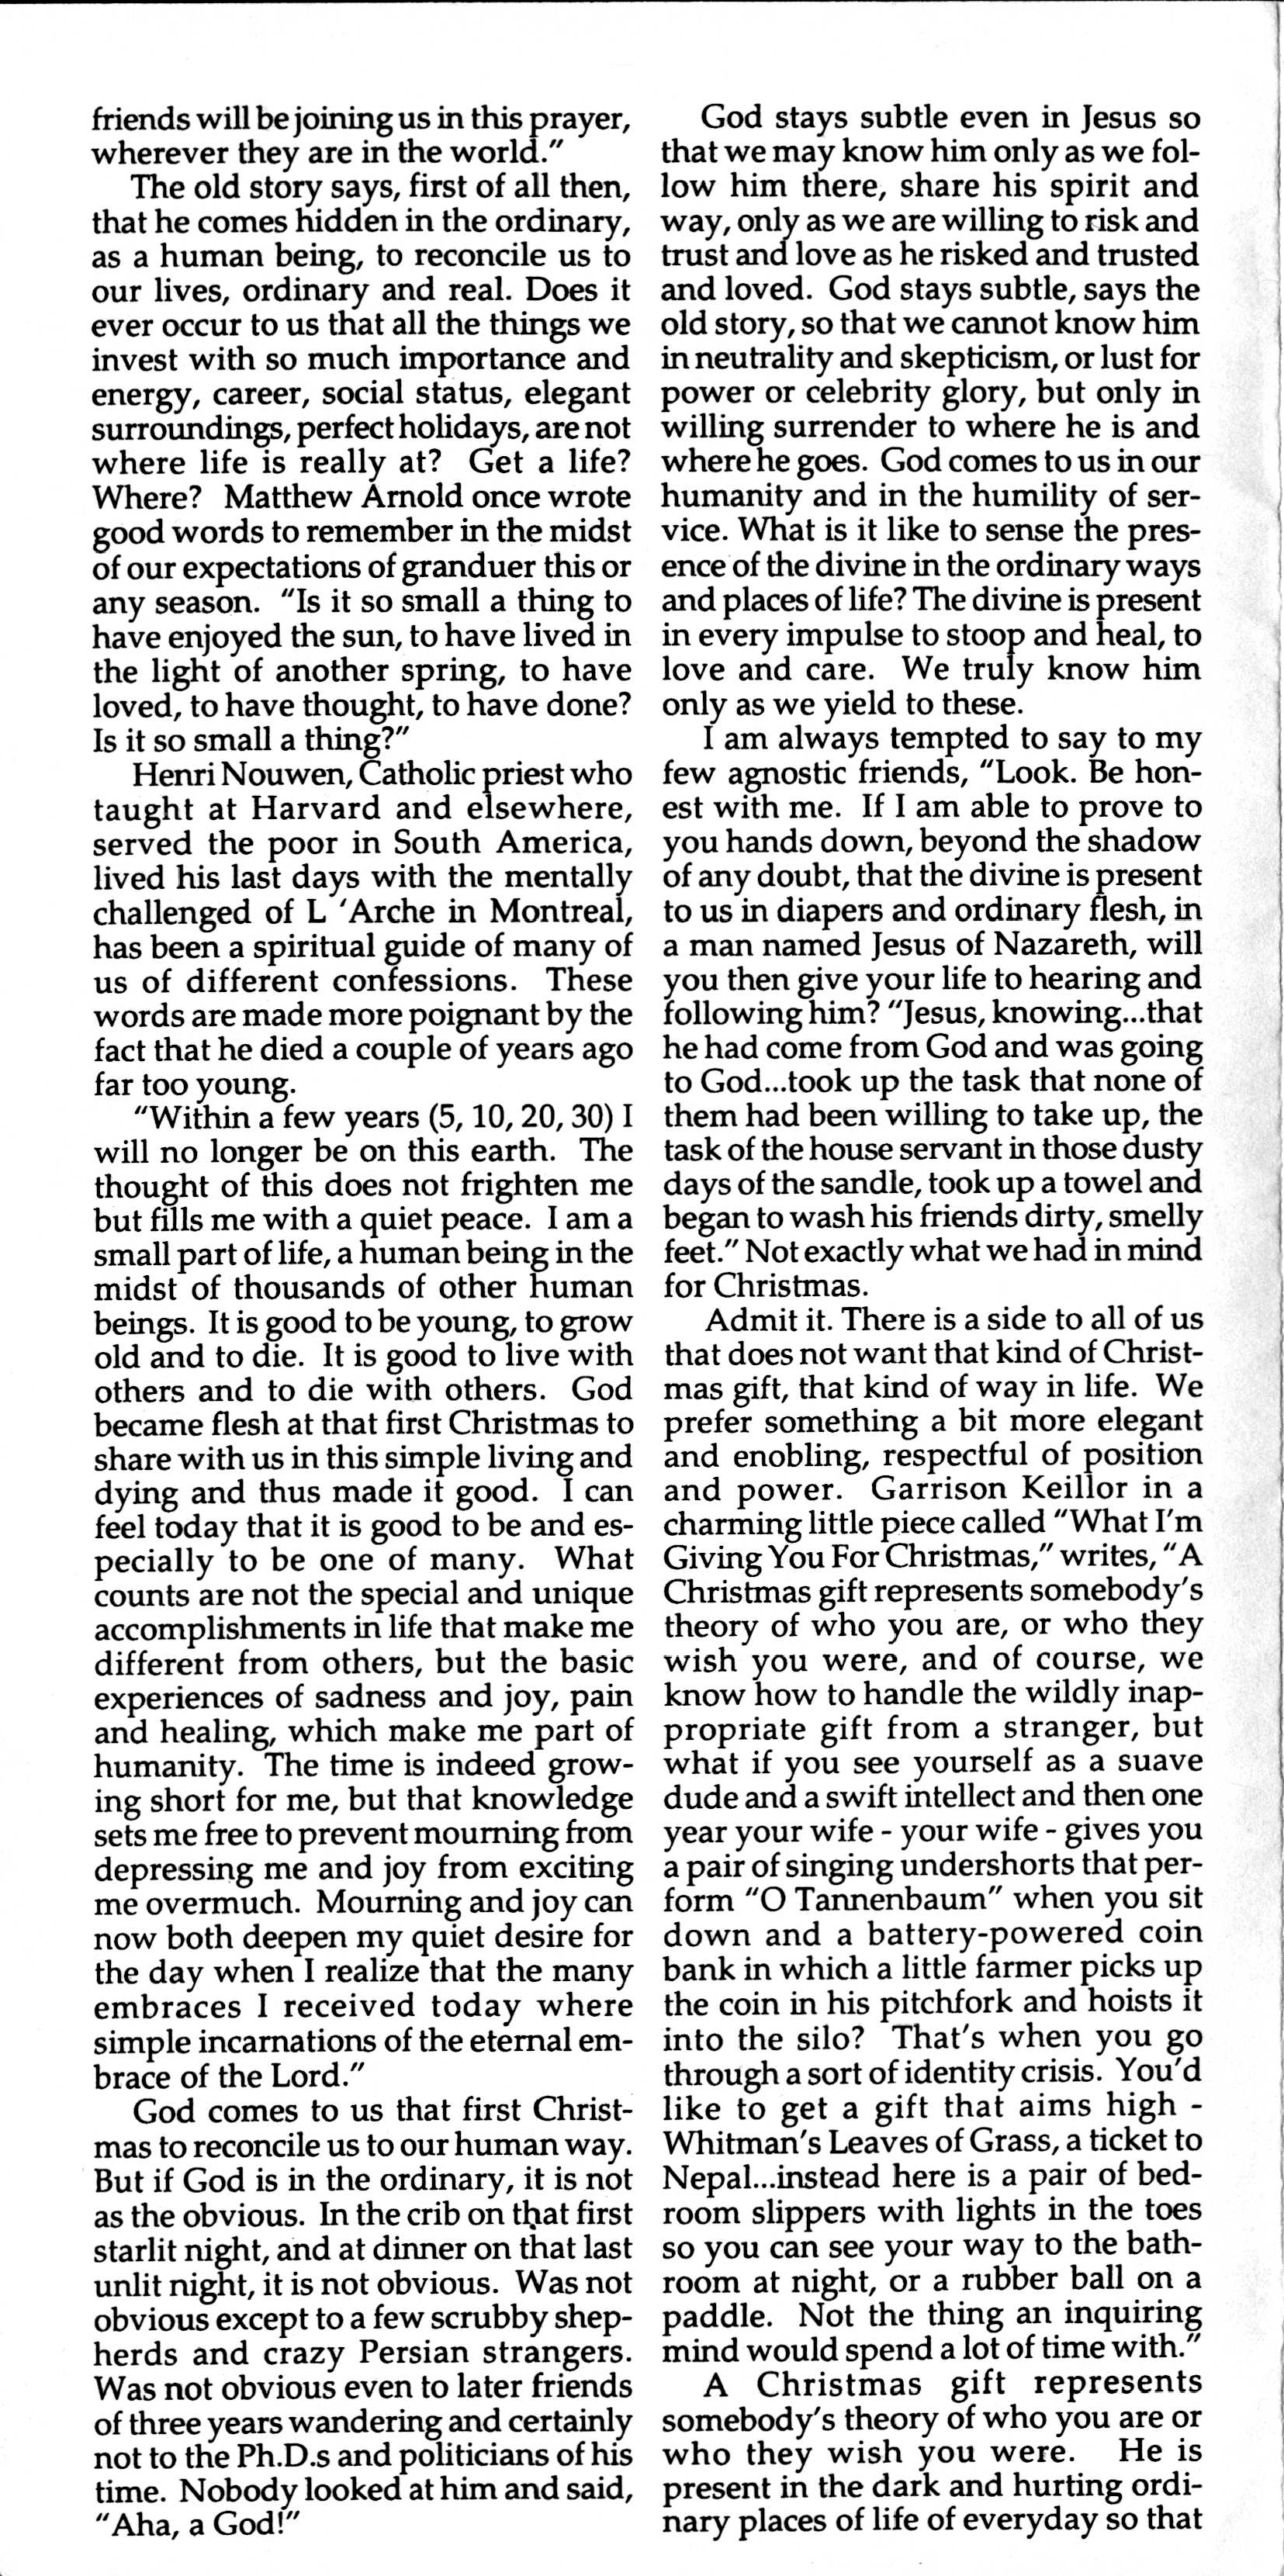 friends will be joining us in this prayer,
wherever they are in the world."
The old story says, first of all then,
that he comes hidden in the ordinary,
as a human being, to reconcile us to
our lives, ordinary and real. Does it
ever occur to us that all the things we
invest with so much importance and
energy, career, social status, elegant
surroundings, perfect holidays, are not
where life is really at? Get a life?
Where? Matthew Arnold once wrote
good words to remember in the midst
of our expectations of granduer this or
any season. "Is it so small a thing to
have enjoyed the sun, to have lived in
the light of another spring, to have
loved, to have thought, to have done?
Is it so small a thing?"
Henri Nouwen, Catholic priest who
taught at Harvard and elsewhere,
served the poor in South America,
lived his last days with the mentally
challenged of L 'Arche in Montreal,
has been a spiritual guide of many of
us of different confessions. These
words are made more poignant by the
fact that he died a couple of years ago
far too young.
"Within a few years (5, 10, 20, 30) I
will no longer be on this earth. The
thought of this does not frighten me
but fills me with a quiet peace. I am a
small part of life, a human being in the
midst of thousands of other human
beings. It is good to be young, to grow
old and to die. It is good to live with
others and to die with others. God
became flesh at that first Christmas to
share with us in this simple living and
dying and thus made it good. I can
feel today that it is good to be and es-
pecially to be one of many. What
counts are not the special and unique
accomplishments in life that make me
different from others, but the basic
experiences of sadness and joy, pain
and healing, which make me part of
humanity. The time is indeed grow-
ing short for me, but that knowledge
sets me free to prevent mourning from
depressing me and joy from exciting
me overmuch. Mourning and joy can
now both deepen my quiet desire for
the day when I realize that the many
embraces I received today where
simple incarnations of the eternal em-
brace of the Lord."
God comes to us that first Christ-
mas to reconcile us to our human way.
But if God is in the ordinary, it is not
as the obvious. In the crib on that first
starlit night, and at dinner on that last
unlit night, it is not obvious. Was not
obvious except to a few scrubby shep-
herds and crazy Persian strangers.
Was not obvious even to later friends
of three years wandering and certainly
not to the Ph.D.s and politicians of his
time. Nobody looked at him and said,
"Aha, a God!"
God stays subtle even in Jesus so
that we may know him only as we fol-
low him there, share his spirit and
way, only as we are willing to risk and
trust and love as he risked and trusted
and loved. God stays subtle, says the
old story, so that we cannot know him
in neutrality and skepticism, or lust for
power or celebrity glory, but only in
willing surrender to where he is and
where he goes. God comes to us in our
humanity and in the humility of ser-
vice. What is it like to sense the pres-
ence of the divine in the ordinary ways
and places of life? The divine is present
in every impulse to stoop and heal, to
love and care. We truly know him
only as we yield to these.
I am always tempted to say to my
few agnostic friends, "Look. Be hon-
est with me. If I am able to prove to
you hands down, beyond the shadow
of any doubt, that the divine is present
to us in diapers and ordinary flesh, in
a man named Jesus of Nazareth, will
you then give your life to hearing and
following him? "Jesus, knowing...that
he had come from God and was going
to God...took up the task that none of
them had been willing to take up, the
task of the house servant in those dusty
days of the sandle, took up a towel and
began to wash his friends dirty, smelly
feet." Not exactly what we had in mind
for Christmas.
Admit it. There is a side to all of us
that does not want that kind of Christ-
mas gift, that kind of way in life. We
prefer something a bit more elegant
and enobling, respectful of position
and power. Garrison Keillor in a
charming little piece called "What I'm
Giving You For Christmas," writes, "A
Christmas gift represents somebody's
theory of who you are, or who they
wish you were, and of course, we
know how to handle the wildly inap-
propriate gift from a stranger, but
what if you see yourself as a suave
dude and a swift intellect and then one
year your wife - your wife - gives you
a pair of singing undershorts that per-
form "O Tannenbaum" when you sit
down and a battery-powered coin
bank in which a little farmer picks up
the coin in his pitchfork and hoists it
into the silo? That's when you go
through a sort of identity crisis. You'd
like to get a gift that aims high -
Whitman's Leaves of Grass, a ticket to
Nepal...instead here is a pair of bed-
room slippers with lights in the toes
so you can see your way to the bath-
room at night, or a rubber ball on a
paddle. Not the thing an inquiring
mind would spend a lot of time with."
A Christmas gift represents
somebody's theory of who you are or
who they wish you were. He is
present in the dark and hurting ordi-
nary places of life of everyday so that